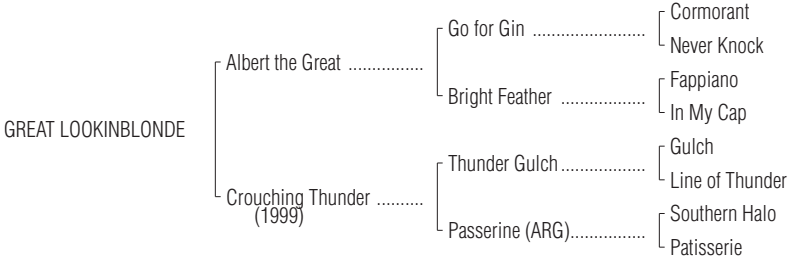 Cormorant
Go for Gin ........................
Never Knock
Albert the Great ................
Fappiano
Bright Feather ..................
In My Cap
GREAT LOOKINBLONDE
Gulch
Thunder Gulch..................
Line of Thunder
Crouching Thunder ..........
(1999)
Southern Halo
Passerine (ARG)................
Patisserie